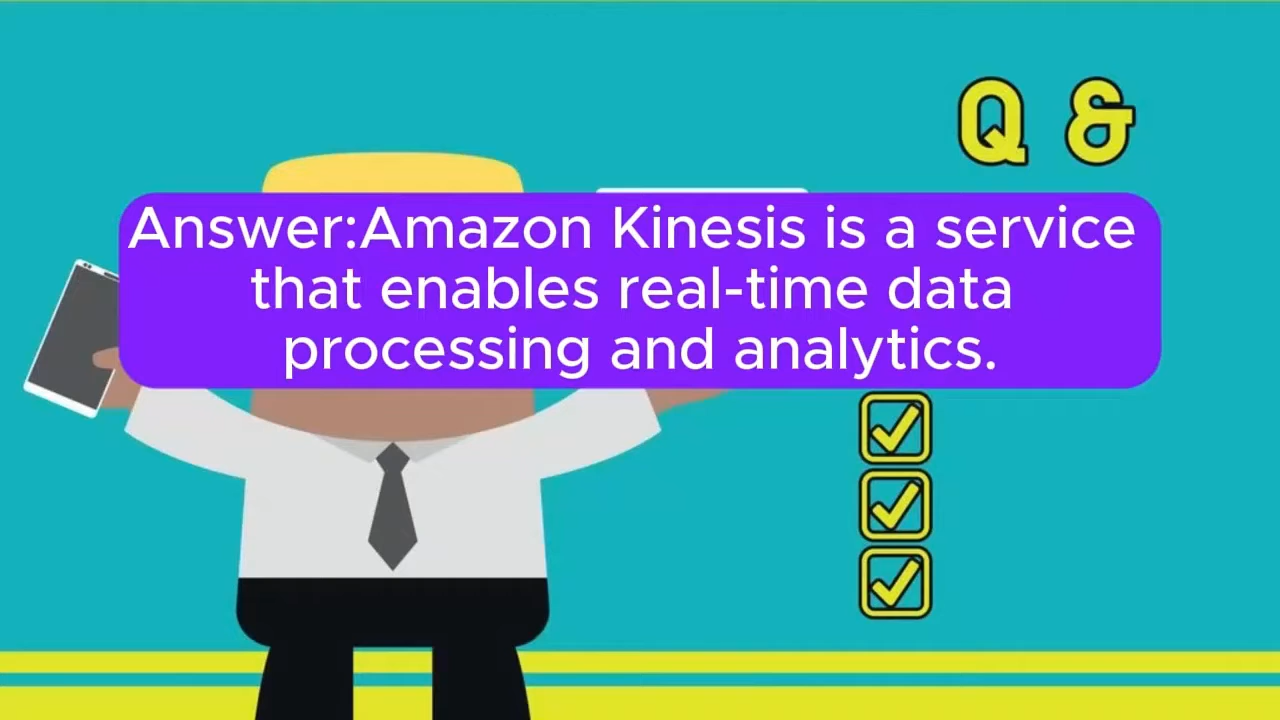 Q &
Answer:Amazon Kinesis is a service
that enables real-time data
processing and analytics.